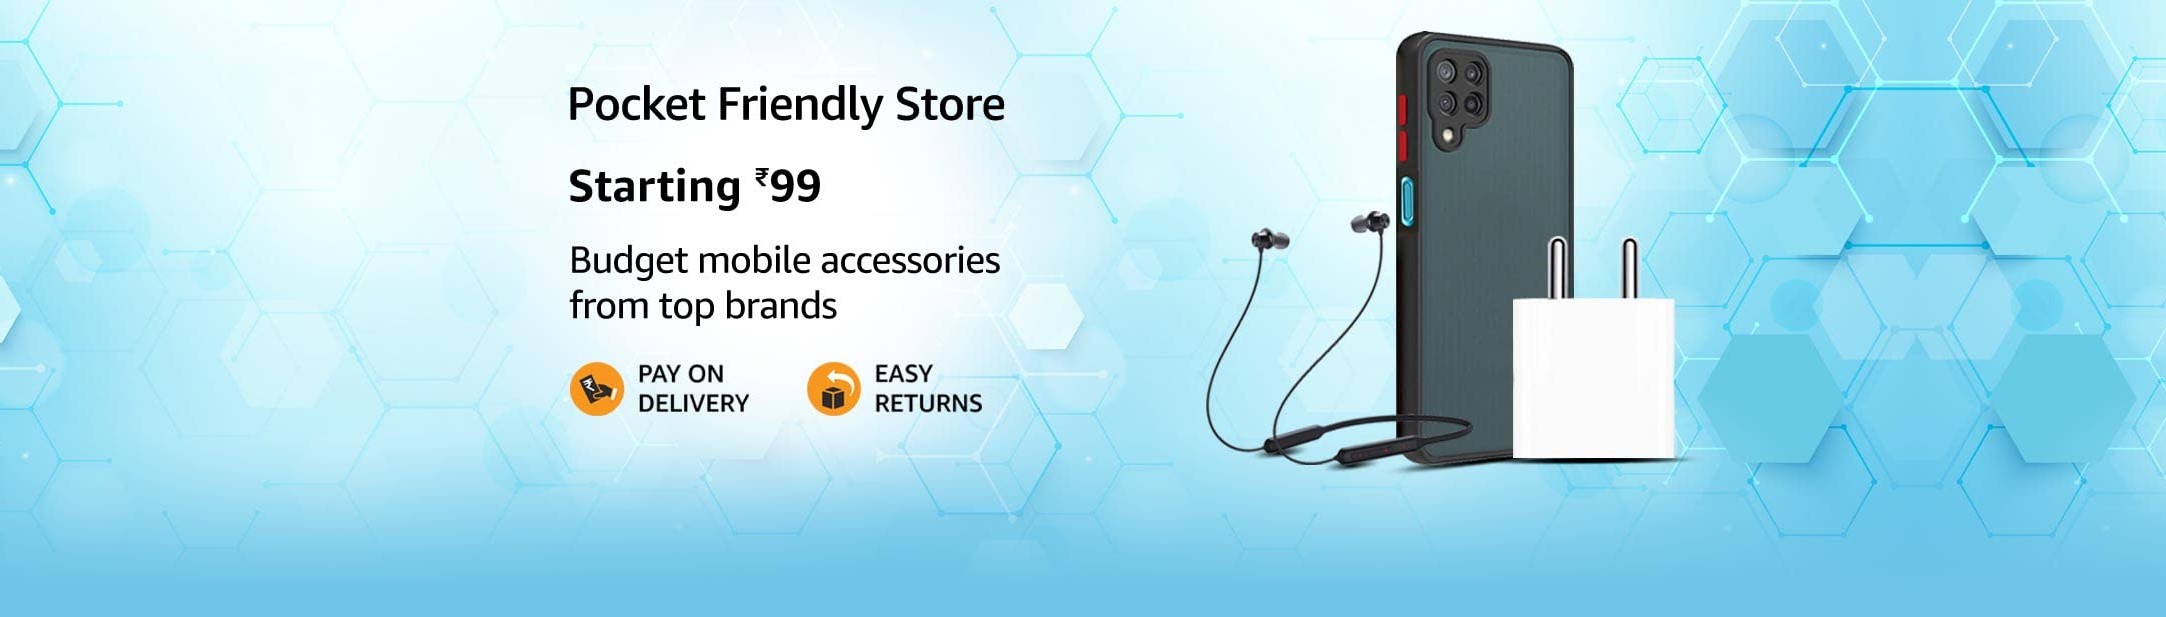 Pocket Friendly Store
Starting ₹99
Budget mobile accessories
from top brands
PAY ON
DELIVERY
EASY
RETURNS